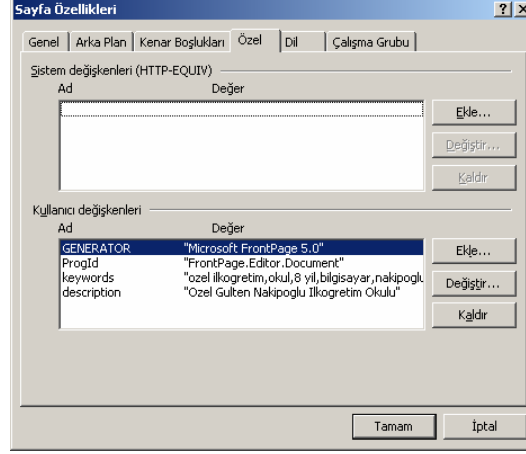 Sayfa Özellikleri
Genel Arka Plan Kenar Boşlukları Özel Dil Çalışma Grubu
Sistem değişkenleri (HTTP-EQUIV)
Ad Değer
Ekle...
Değiştir...
Kaldır
Kullanıcı değişkenleri
Ad Değer
GENERATOR "Microsoft FrontPage 5.0"
ProgId "FrontPage.Editor.Document"
keywords "ozel ilkogretim,okul,8 yil,bilgisayar,nakipoglu
description "Ozel Gulten Nakipoglu Ilkogretim Okulu"
Ekle...
Değiştir...
Kaldır
Tamam İptal